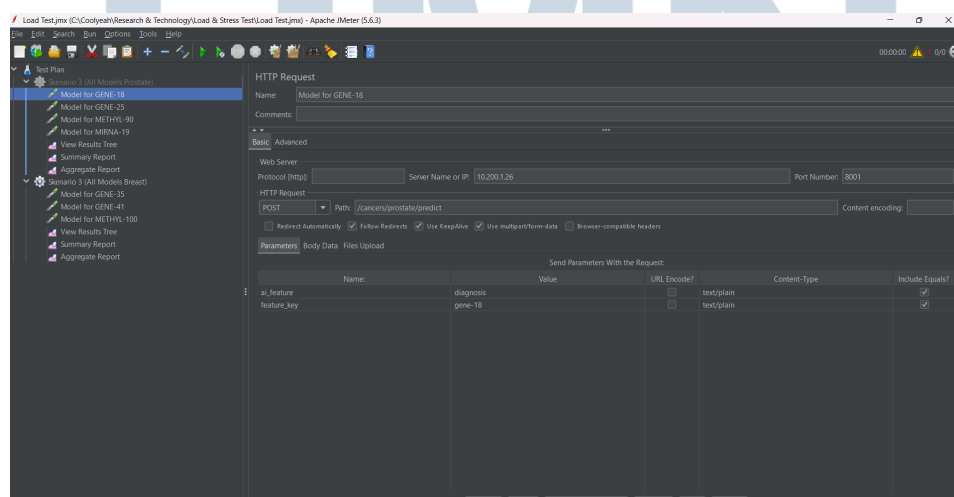 Load Test.jmx (C:\Coolyeah\Research & Technology\Load & Stress Test\Load Test.jmx) - Apache JMeter (5.6.3)
File Edit Search Run Options Tools Help
00:00:00 1 0/0
Test Plan
Skenario 3 (All Models Prostate)
Model for GENE-18
Model for GENE-25
Model for METHYL-90
Model for MIRNA-19
View Results Tree
Summary Report
Aggregate Report
Skenario 3 (All Models Breast)
Model for GENE-35
Model for GENE-41
Model for METHYL-100
View Results Tree
Summary Report
Aggregate Report
HTTP Request
Name: Model for GENE-18
Comments:
Basic Advanced
Web Server
Protocol [http]: Server Name or IP: 10.200.1.26 Port Number: 8001
HTTP Request
POST Path: /cancers/prostate/predict Content encoding:
Redirect Automatically Follow Redirects Use KeepAlive Use multipart/form-data Browser-compatible headers
Parameters Body Data Files Upload
Send Parameters With the Request:
Name: Value URL Encode? Content-Type Include Equals?
ai_feature diagnosis text/plain
feature_key gene-18 text/plain